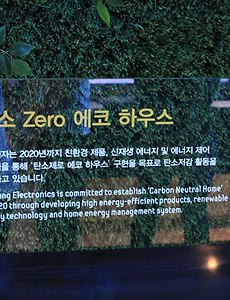 소 Zero 에코 하우스
자는 2020년까지 친환경 제품, 신재생 에너지 및 에너지 제어
을 통해 '탄소제로 에코 하우스' 구현을 목표로 탄소저감 활동을
고 있습니다.
ng Electronics is committed to establish 'Carbon Neutral Home'
20 through developing high energy-efficient products, renewable
y technology and home energy management system.